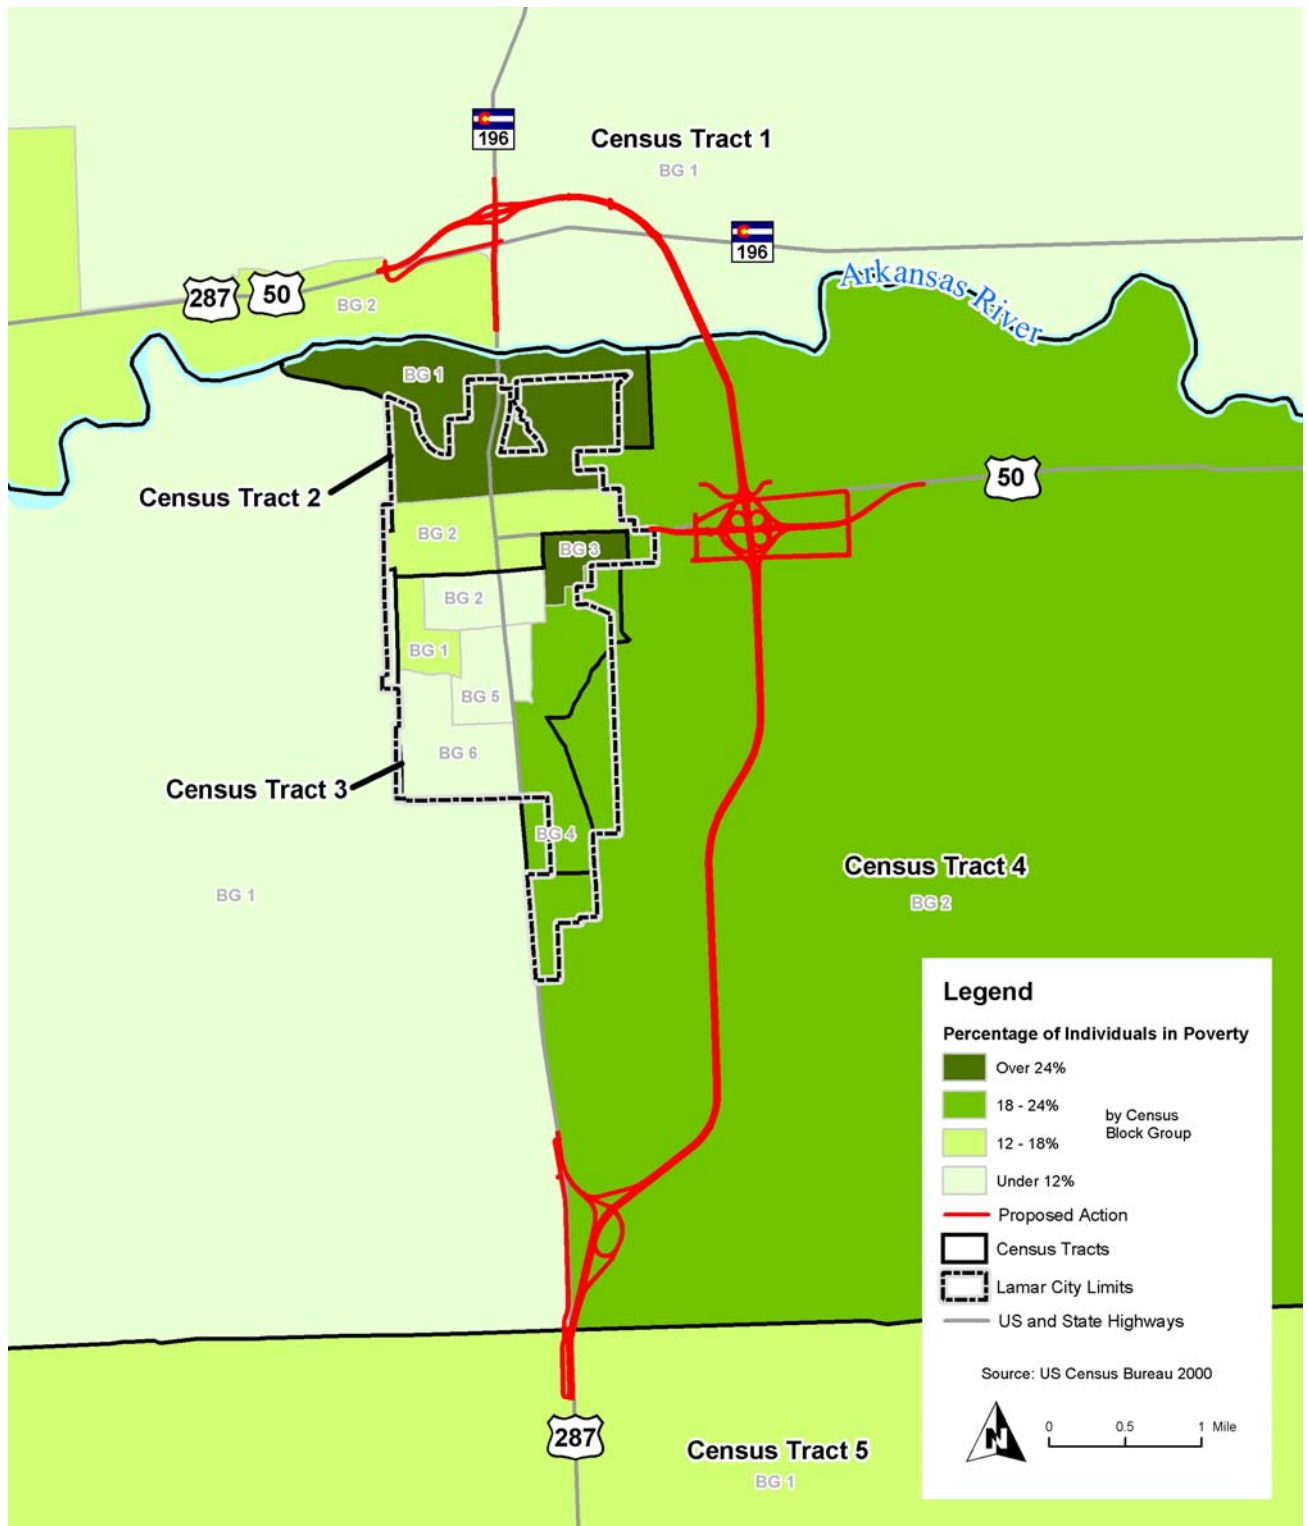 196
Census Tract 1
BG 1
196
Arkansas River
287
50
BG 2
BG 1
Census Tract 2
50
BG 2
BG 3
BG 2
BG 1
BG 5
BG 6
Census Tract 3
BG 4
Census Tract 4
BG 2
BG 1
Legend
Percentage of Individuals in Poverty
Over 24%
18 - 24%
by Census
Block Group
12 - 18%
Under 12%
Proposed Action
Census Tracts
Lamar City Limits
US and State Highways
Source: US Census Bureau 2000
N
0 0.5 1 Mile
287
Census Tract 5
BG 1